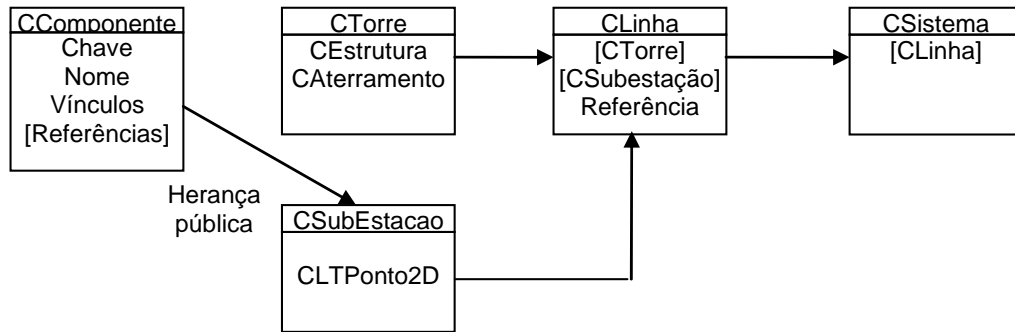 CComponente
Chave
Nome
Vínculos
[Referências]
CTorre
CEstrutura
CAterramento
CLinha
[CTorre]
[CSubestação]
Referência
CSistema
[CLinha]
Herança
pública
CSubEstacao
CLTPonto2D